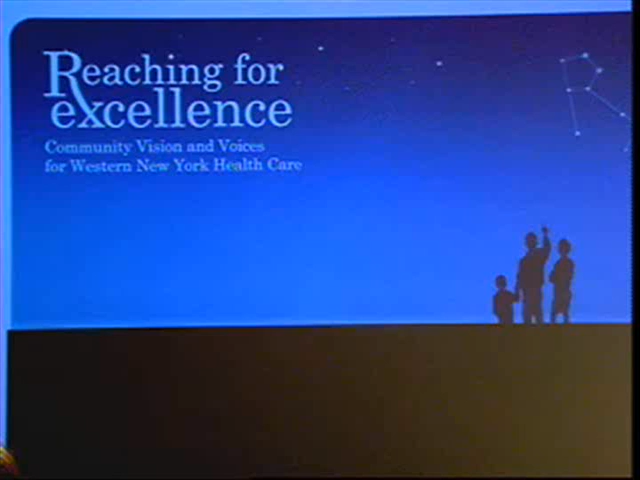 Reaching for
excellence
Community Vision and Voices
for Western New York Health Care